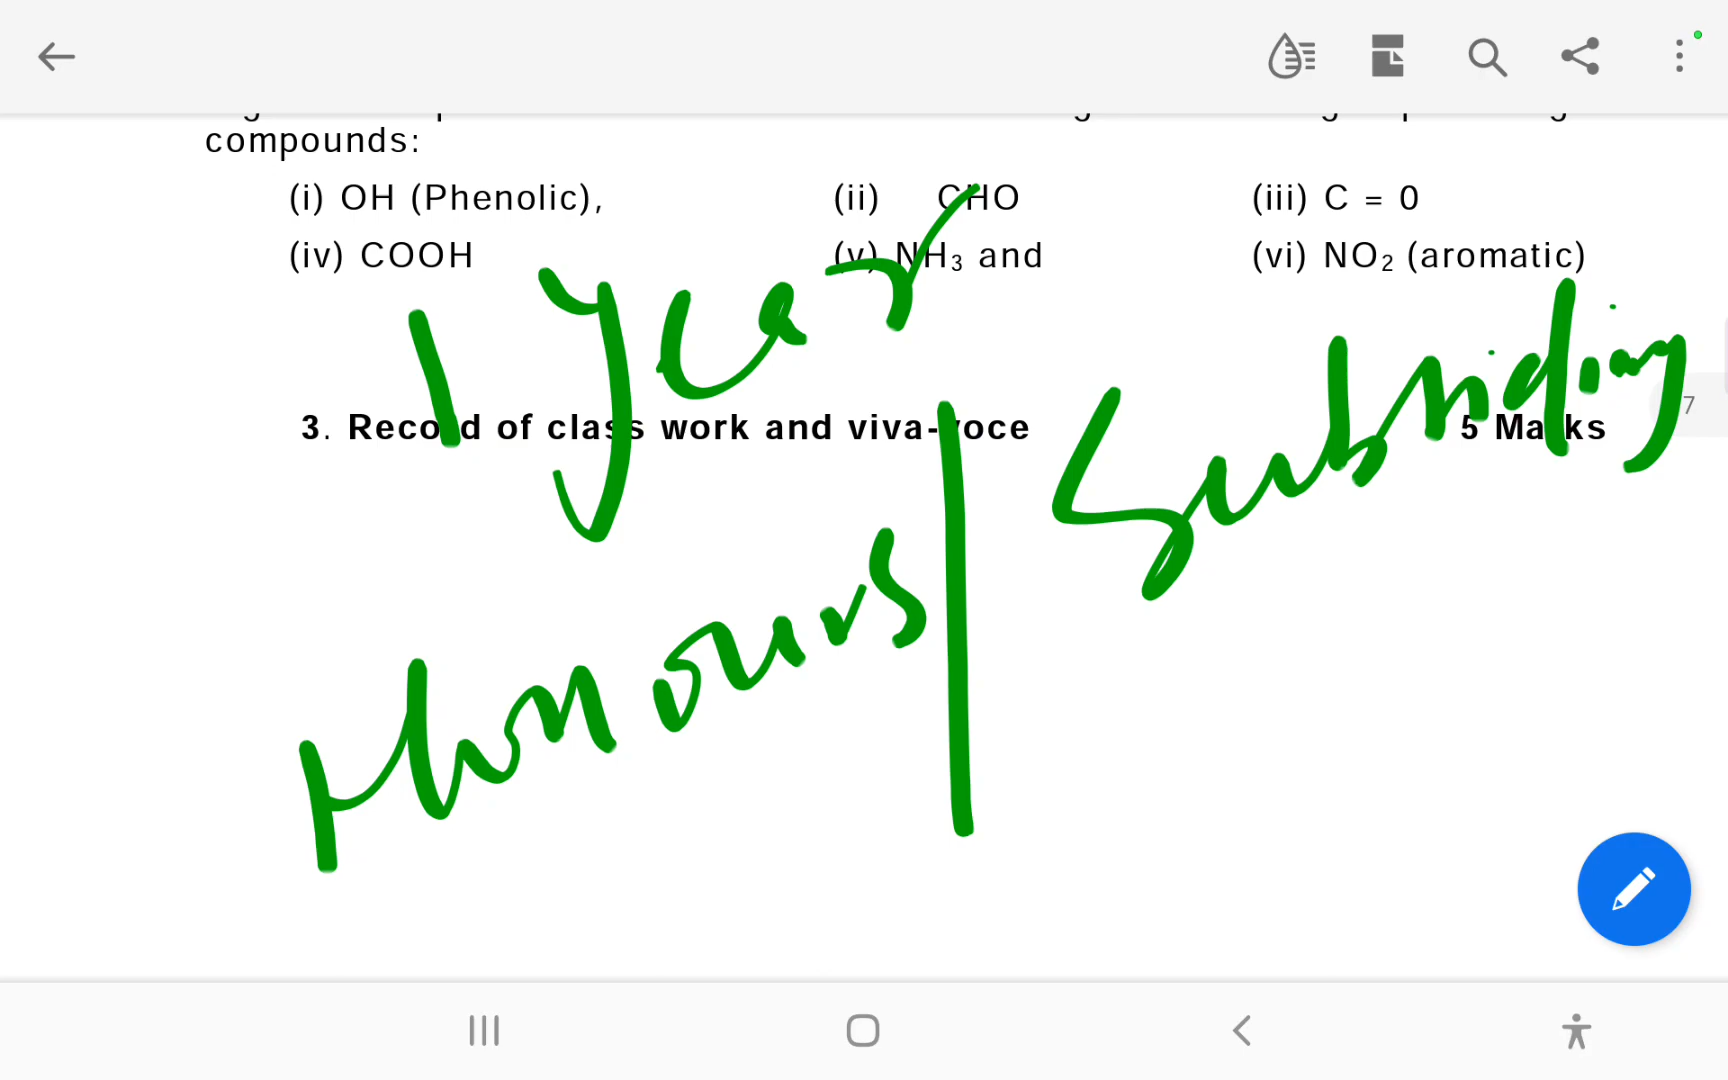 compounds:
(i) OH (Phenolic), (ii) CHO (iii) C = 0
(iv) COOH (v) NH₃ and (vi) NO₂ (aromatic)
1 year
3. Record of class work and viva-voce 5 Marks
7
Honours | Subsidiary